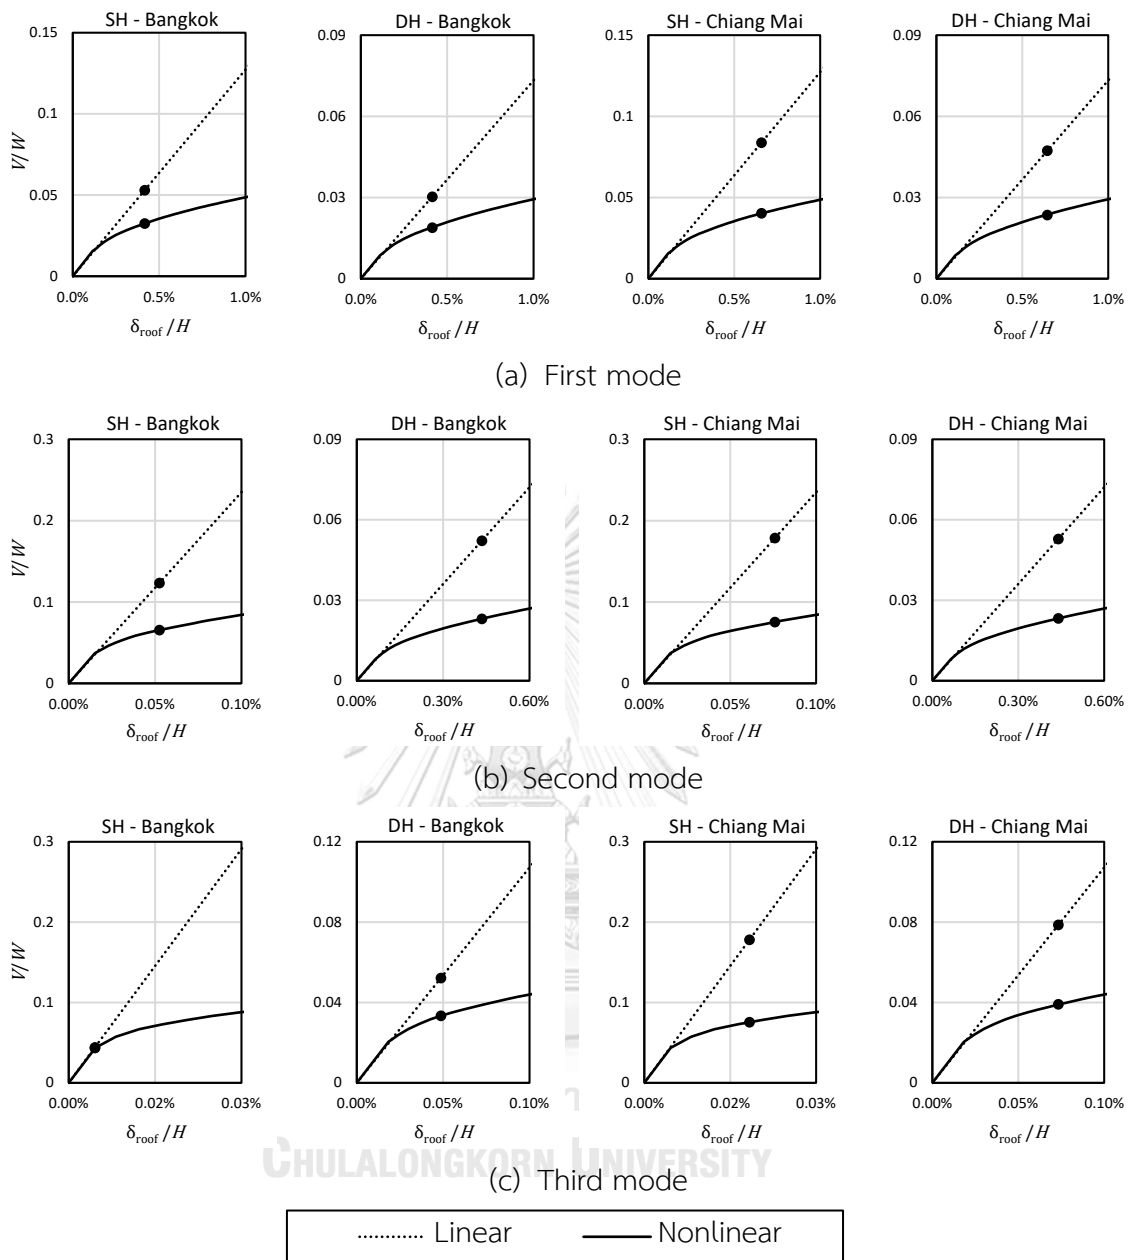 SH - Bangkok DH - Bangkok SH - Chiang Mai DH - Chiang Mai
0.15 0.09 0.15 0.09
0.1 0.06 0.1 0.06
V/W
0.05 0.03 0.05 0.03
0 0 0 0
0.0% 0.5% 1.0% 0.0% 0.5% 1.0% 0.0% 0.5% 1.0% 0.0% 0.5% 1.0%
δroof /H δroof /H δroof /H δroof /H
(a) First mode
SH - Bangkok DH - Bangkok SH - Chiang Mai DH - Chiang Mai
0.3 0.09 0.3 0.09
0.2 0.06 0.2 0.06
V/W
0.1 0.03 0.1 0.03
0 0 0 0
0.00% 0.05% 0.10% 0.00% 0.30% 0.60% 0.00% 0.05% 0.10% 0.00% 0.30% 0.60%
δroof /H δroof /H δroof /H δroof /H
(b) Second mode
SH - Bangkok DH - Bangkok SH - Chiang Mai DH - Chiang Mai
0.3 0.12 0.3 0.12
0.2 0.08 0.2 0.08
V/W
0.1 0.04 0.1 0.04
0 0 0 0
0.00% 0.02% 0.03% 0.00% 0.05% 0.10% 0.00% 0.02% 0.03% 0.00% 0.05% 0.10%
δroof /H δroof /H δroof /H δroof /H
CHULALONGKORN UNIVERSITY
(c) Third mode
Linear Nonlinear